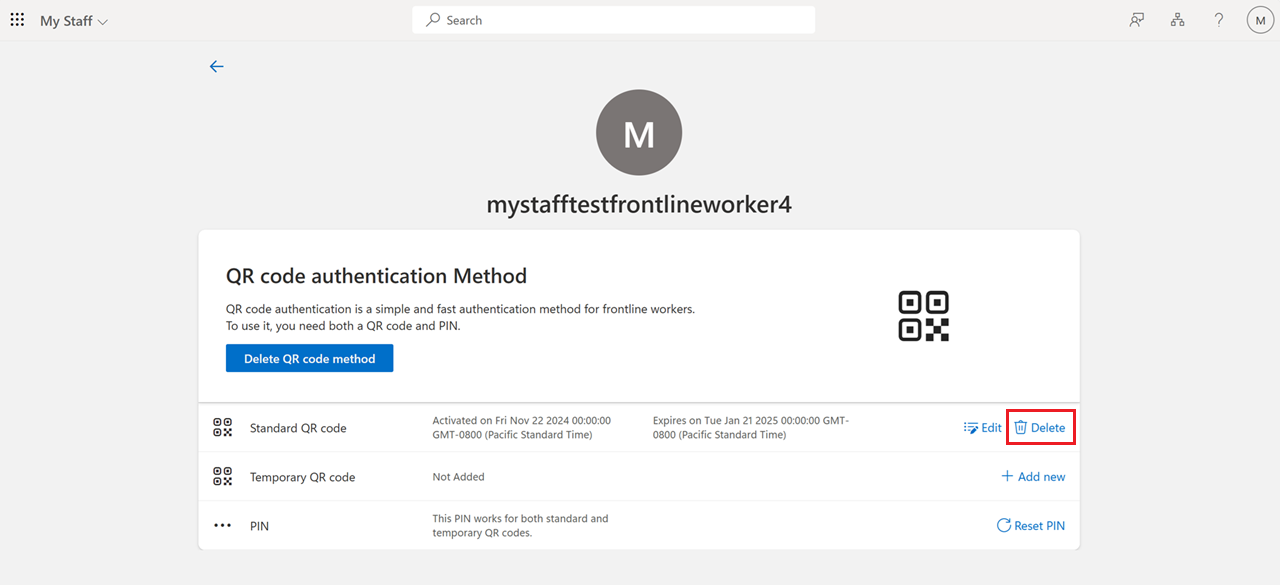 My Staff
Search
M
M
mystafftestfrontlineworker4
QR code authentication Method
QR code authentication is a simple and fast authentication method for frontline workers.
To use it, you need both a QR code and PIN.
Delete QR code method
Standard QR code
Activated on Fri Nov 22 2024 00:00:00
GMT-0800 (Pacific Standard Time)
Expires on Tue Jan 21 2025 00:00:00 GMT-
0800 (Pacific Standard Time)
Edit
Delete
Temporary QR code
Not Added
Add new
PIN
This PIN works for both standard and
temporary QR codes.
Reset PIN